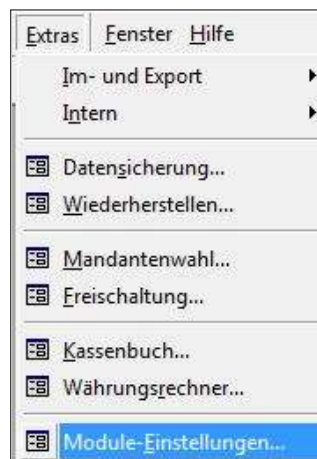 Extras Fenster Hilfe
Im- und Export
Intern
Datensicherung...
Wiederherstellen...
Mandantenwahl...
Freischaltung...
Kassenbuch...
Währungsrechner...
Module-Einstellungen...